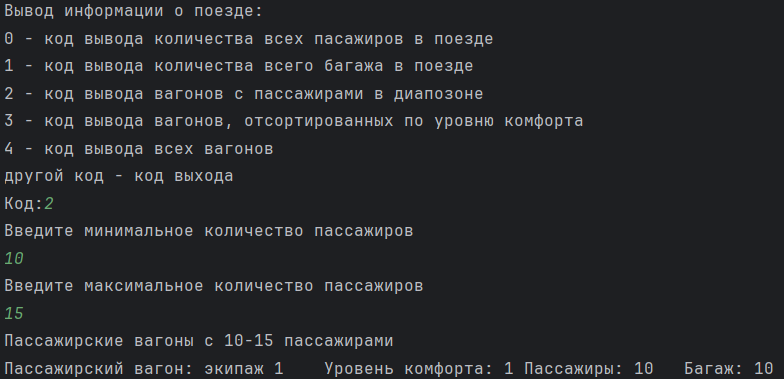 Вывод информации о поезде:
0 - код вывода количества всех пасажиров в поезде
1 - код вывода количества всего багажа в поезде
2 - код вывода вагонов с пассажирами в диапозоне
3 - код вывода вагонов, отсортированных по уровню комфорта
4 - код вывода всех вагонов
другой код - код выхода
Код:2
Введите минимальное количество пассажиров
10
Введите максимальное количество пассажиров
15
Пассажирские вагоны с 10-15 пассажирами
Пассажирский вагон: экипаж 1    Уровень комфорта: 1 Пассажиры: 10   Багаж: 10